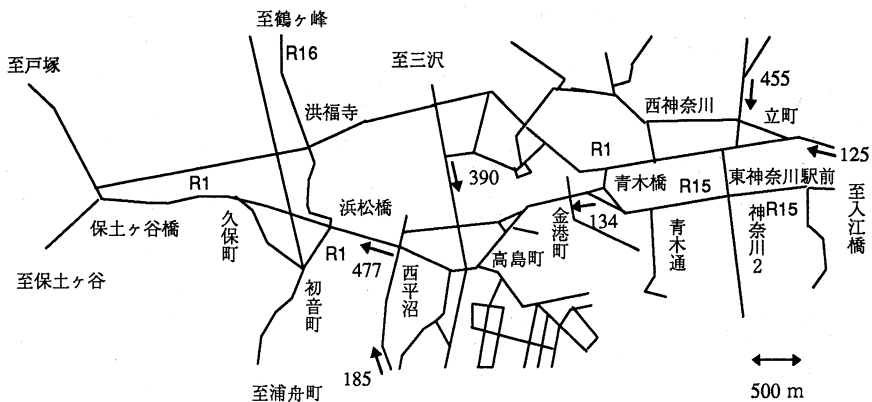 至鶴ヶ峰
R16
至戸塚
至三沢
455
洪福寺
西神奈川
立町
R1
125
390
青木橋
東神奈川駅前
R1
R15
至入江橋
R15
保土ヶ谷橋
久保町
浜松橋
金港町
134
青木通
神奈川2
R1
高島町
477
西平沼
至保土ヶ谷
初音町
185
至浦舟町
500 m